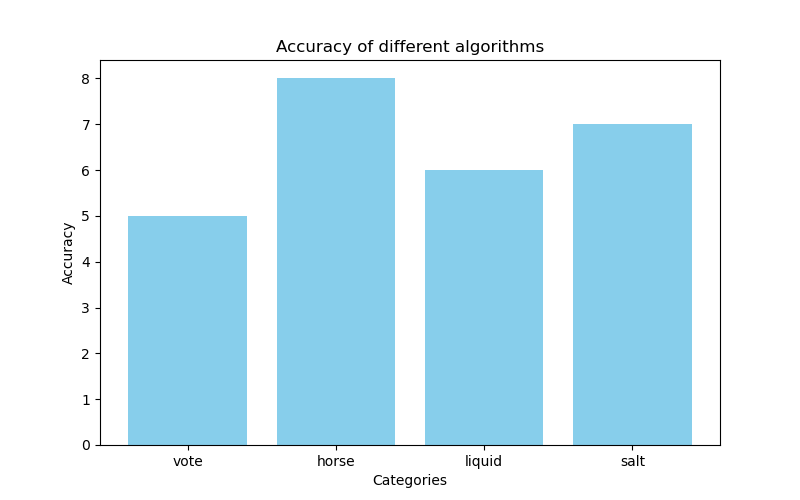 Accuracy of different algorithms
Accuracy
8
7
6
5
4
3
2
1
0
vote horse liquid salt
Categories